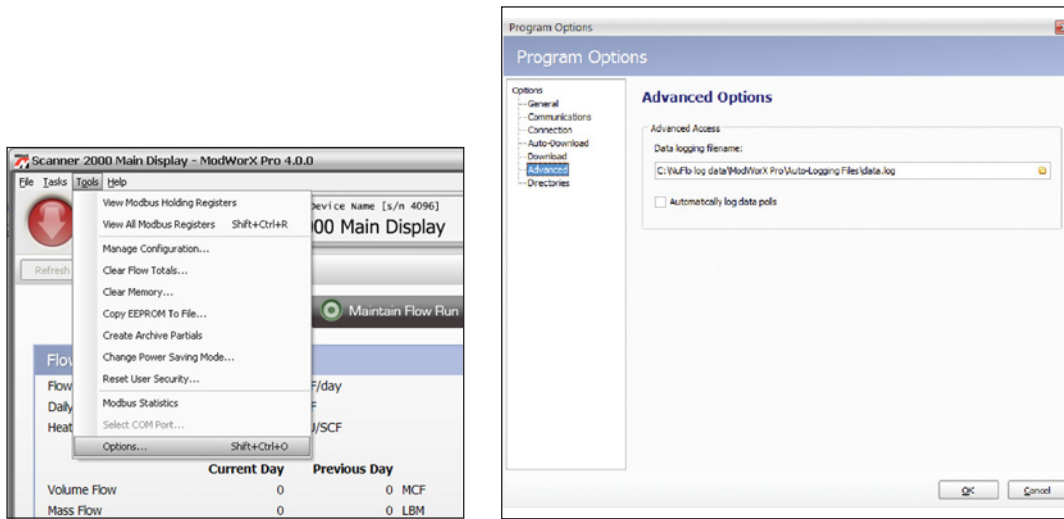 Scanner 2000 Main Display - ModWorX Pro 4.0.0
File Tasks Tools Help
View Modbus Holding Registers
View All Modbus Registers Shift+Ctrl+R
Manage Configuration...
Clear Flow Totals...
Clear Memory...
Copy EEPROM To File...
Create Archive Partials
Change Power Saving Mode...
Reset User Security...
Modbus Statistics
Select COM Port...
Options... Shift+Ctrl+O
Device Name [s/n 4096]
000 Main Display
Refresh
Maintain Flow Run
Flow
Flow F/day
Daily F
Heat J/SCF
Current Day Previous Day
Volume Flow 0 0 MCF
Mass Flow 0 0 LBM
Program Options
Program Options
Options
General
Communications
Connection
Auto-Download
Download
Advanced
Directories
Advanced Options
Advanced Access
Data logging filename:
C:\NuFlo log data\ModWorX Pro\Auto-Logging Files\data.log
Automatically log data polls
OK Cancel